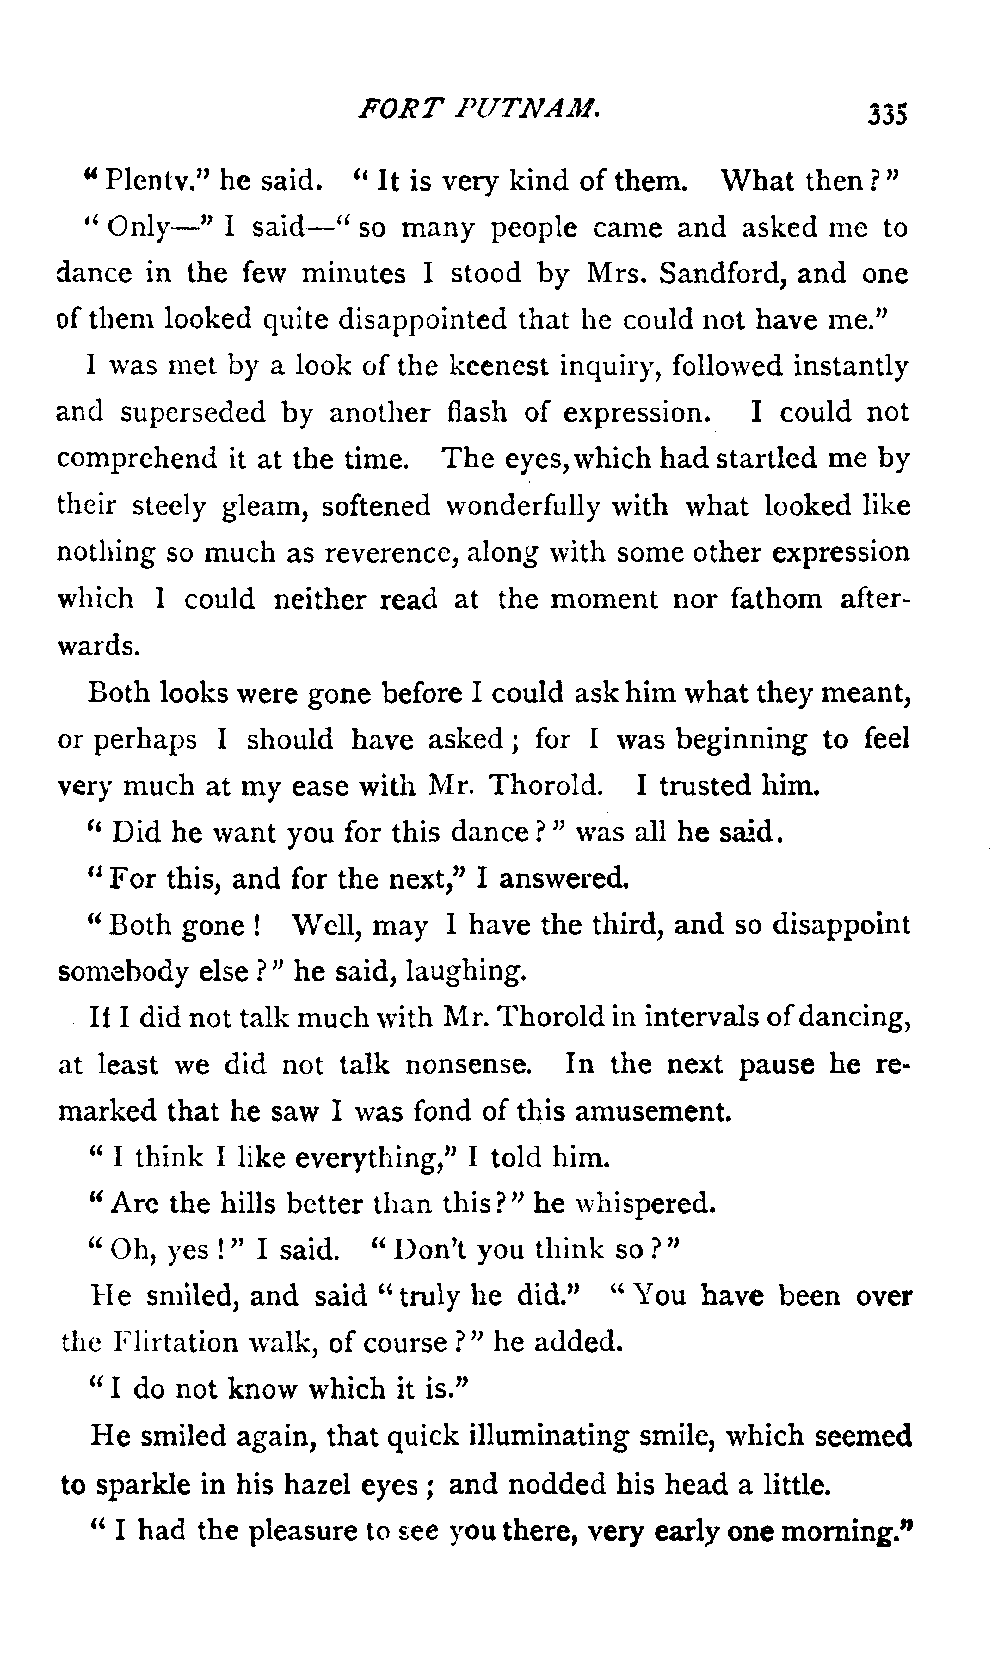 FORT PUTNAM. 335
"Plenty," he said. "It is very kind of them. What then?"
"Only—" I said—"so many people came and asked me to
dance in the few minutes I stood by Mrs. Sandford, and one
of them looked quite disappointed that he could not have me."
I was met by a look of the keenest inquiry, followed instantly
and superseded by another flash of expression. I could not
comprehend it at the time. The eyes, which had startled me by
their steely gleam, softened wonderfully with what looked like
nothing so much as reverence, along with some other expression
which I could neither read at the moment nor fathom after-
wards.
Both looks were gone before I could ask him what they meant,
or perhaps I should have asked; for I was beginning to feel
very much at my ease with Mr. Thorold. I trusted him.
"Did he want you for this dance?" was all he said.
"For this, and for the next," I answered.
"Both gone! Well, may I have the third, and so disappoint
somebody else?" he said, laughing.
If I did not talk much with Mr. Thorold in intervals of dancing,
at least we did not talk nonsense. In the next pause he re-
marked that he saw I was fond of this amusement.
"I think I like everything," I told him.
"Are the hills better than this?" he whispered.
"Oh, yes!" I said. "Don't you think so?"
He smiled, and said "truly he did." "You have been over
the Flirtation walk, of course?" he added.
"I do not know which it is."
He smiled again, that quick illuminating smile, which seemed
to sparkle in his hazel eyes; and nodded his head a little.
"I had the pleasure to see you there, very early one morning."